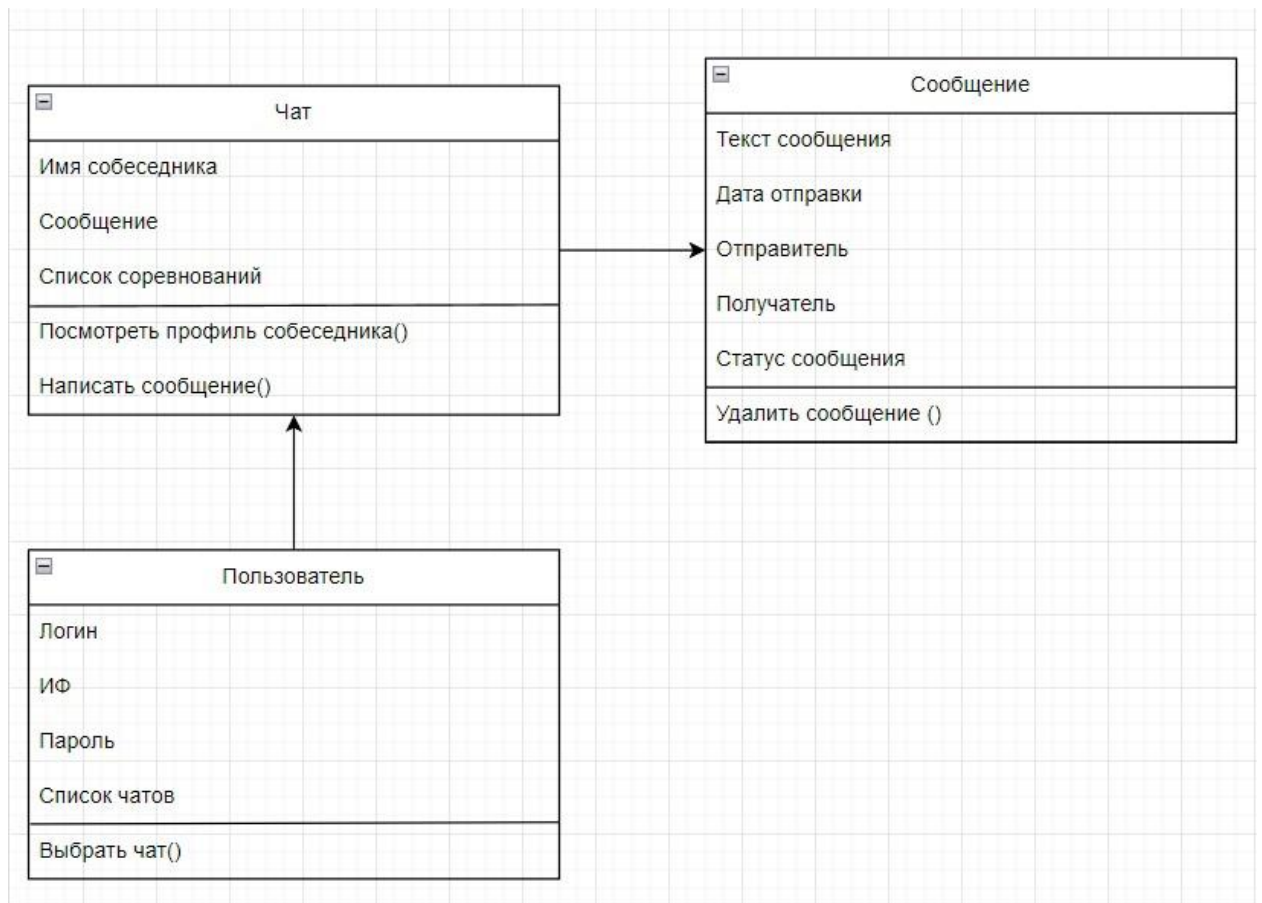 Чат
Имя собеседника
Сообщение
Список соревнований
Посмотреть профиль собеседника()
Написать сообщение()
Сообщение
Текст сообщения
Дата отправки
Отправитель
Получатель
Статус сообщения
Удалить сообщение ()
Пользователь
Логин
ИФ
Пароль
Список чатов
Выбрать чат()